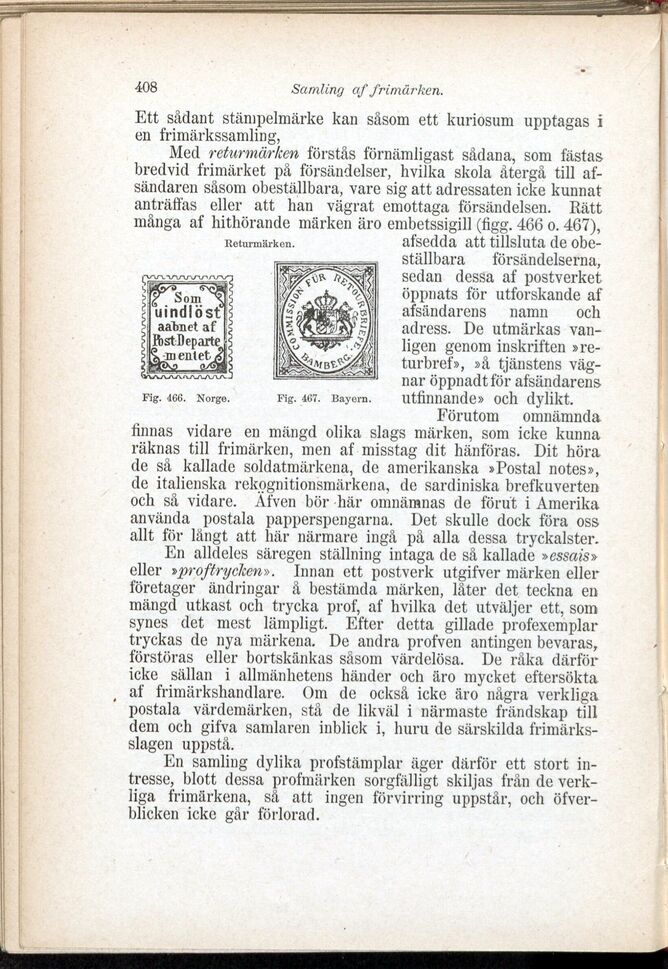 408 Samling af frimärken.
Ett sådant stämpelmärke kan såsom ett kuriosum upptagas i
en frimärkssamling,
Med returmärken förstås förnämligast sådana, som fästas
bredvid frimärket på försändelser, hvilka skola återgå till af-
sändaren såsom obeställbara, vare sig att adressaten icke kunnat
anträffas eller att han vägrat emottaga försändelsen. Rätt
många af hithörande märken äro embetssigill (figg. 466 o. 467),
Returmärken.
Som
uindløst
aabnet af
Post Departe
mentet
Fig. 466. Norge.
COMMISSION FÜR RETOURBRIEFE
BAMBERG.
Fig. 467. Bayern.
afsedda att tillsluta de obe-
ställbara försändelserna,
sedan dessa af postverket
öppnats för utforskande af
afsändarens namn och
adress. De utmärkas van-
ligen genom inskriften »re-
turbref», »å tjänstens väg-
nar öppnadt för afsändarens
utfinnande» och dylikt.
Förutom omnämnda
finnas vidare en mängd olika slags märken, som icke kunna
räknas till frimärken, men af misstag dit hänföras. Dit höra
de så kallade soldatmärkena, de amerikanska »Postal notes»,
de italienska rekognitionsmärkena, de sardiniska brefkuverten
och så vidare. Äfven bör här omnämnas de förut i Amerika
använda postala papperspengarna. Det skulle dock föra oss
allt för långt att här närmare ingå på alla dessa tryckalster.
En alldeles säregen ställning intaga de så kallade »essais»
eller »proftrycken». Innan ett postverk utgifver märken eller
företager ändringar å bestämda märken, låter det teckna en
mängd utkast och trycka prof, af hvilka det utväljer ett, som
synes det mest lämpligt. Efter detta gillade profexemplar
tryckas de nya märkena. De andra profven antingen bevaras,
förstöras eller bortskänkas såsom värdelösa. De råka därför
icke sällan i allmänhetens händer och äro mycket eftersökta
af frimärkshandlare. Om de också icke äro några verkliga
postala värdemärken, stå de likväl i närmaste frändskap till
dem och gifva samlaren inblick i, huru de särskilda frimärks-
slagen uppstå.
En samling dylika profstämplar äger därför ett stort in-
tresse, blott dessa profmärken sorgfälligt skiljas från de verk-
liga frimärkena, så att ingen förvirring uppstår, och öfver-
blicken icke går förlorad.